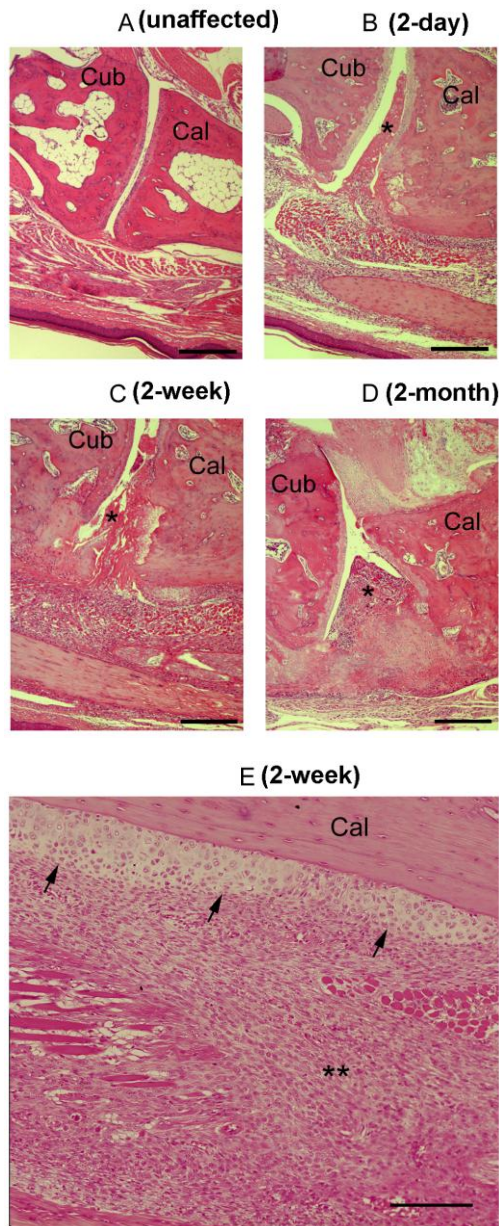 A (unaffected)
B (2-day)
Cub
Cal
Cub
Cal
*
C (2-week)
D (2-month)
Cub
Cal
*
Cub
Cal
*
E (2-week)
Cal
**